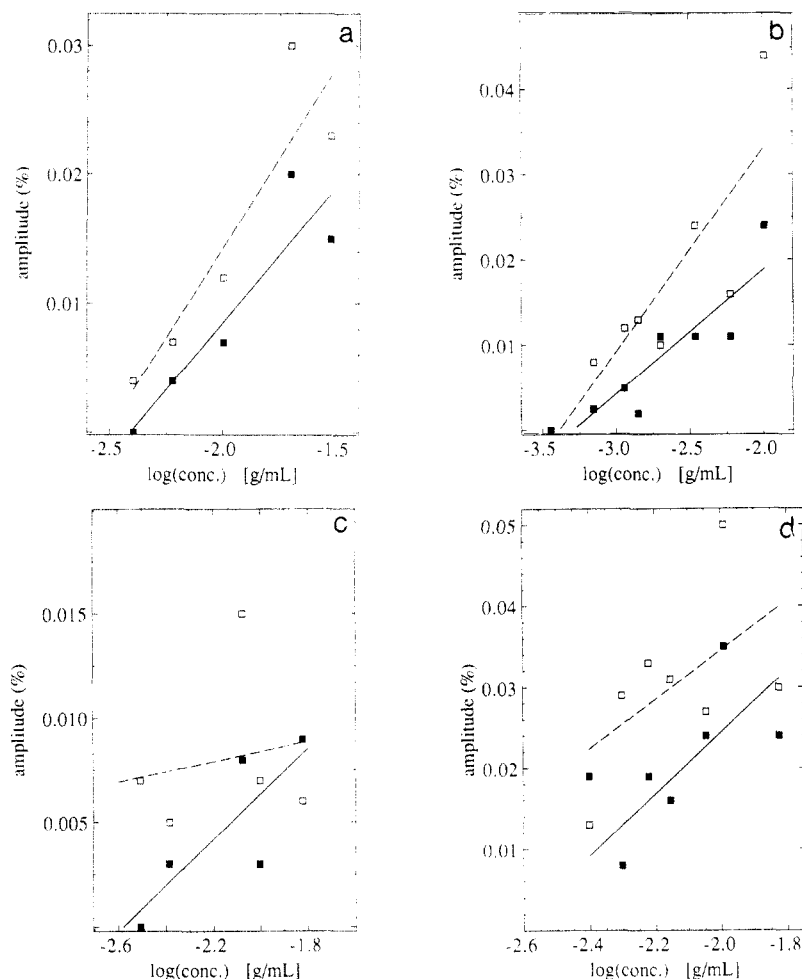 a
0.03
0.02
0.01
amplitude (%)
-2.5
-2.0
-1.5
log(conc.) [g/mL]
b
0.04
0.03
0.02
0.01
amplitude (%)
-3.5
-3.0
-2.5
-2.0
log(conc.) [g/mL]
c
0.015
0.010
0.005
amplitude (%)
-2.6
-2.2
-1.8
log(conc.) [g/mL]
d
0.05
0.04
0.03
0.02
0.01
amplitude (%)
-2.6
-2.4
-2.2
-2.0
-1.8
log(conc.) [g/mL]